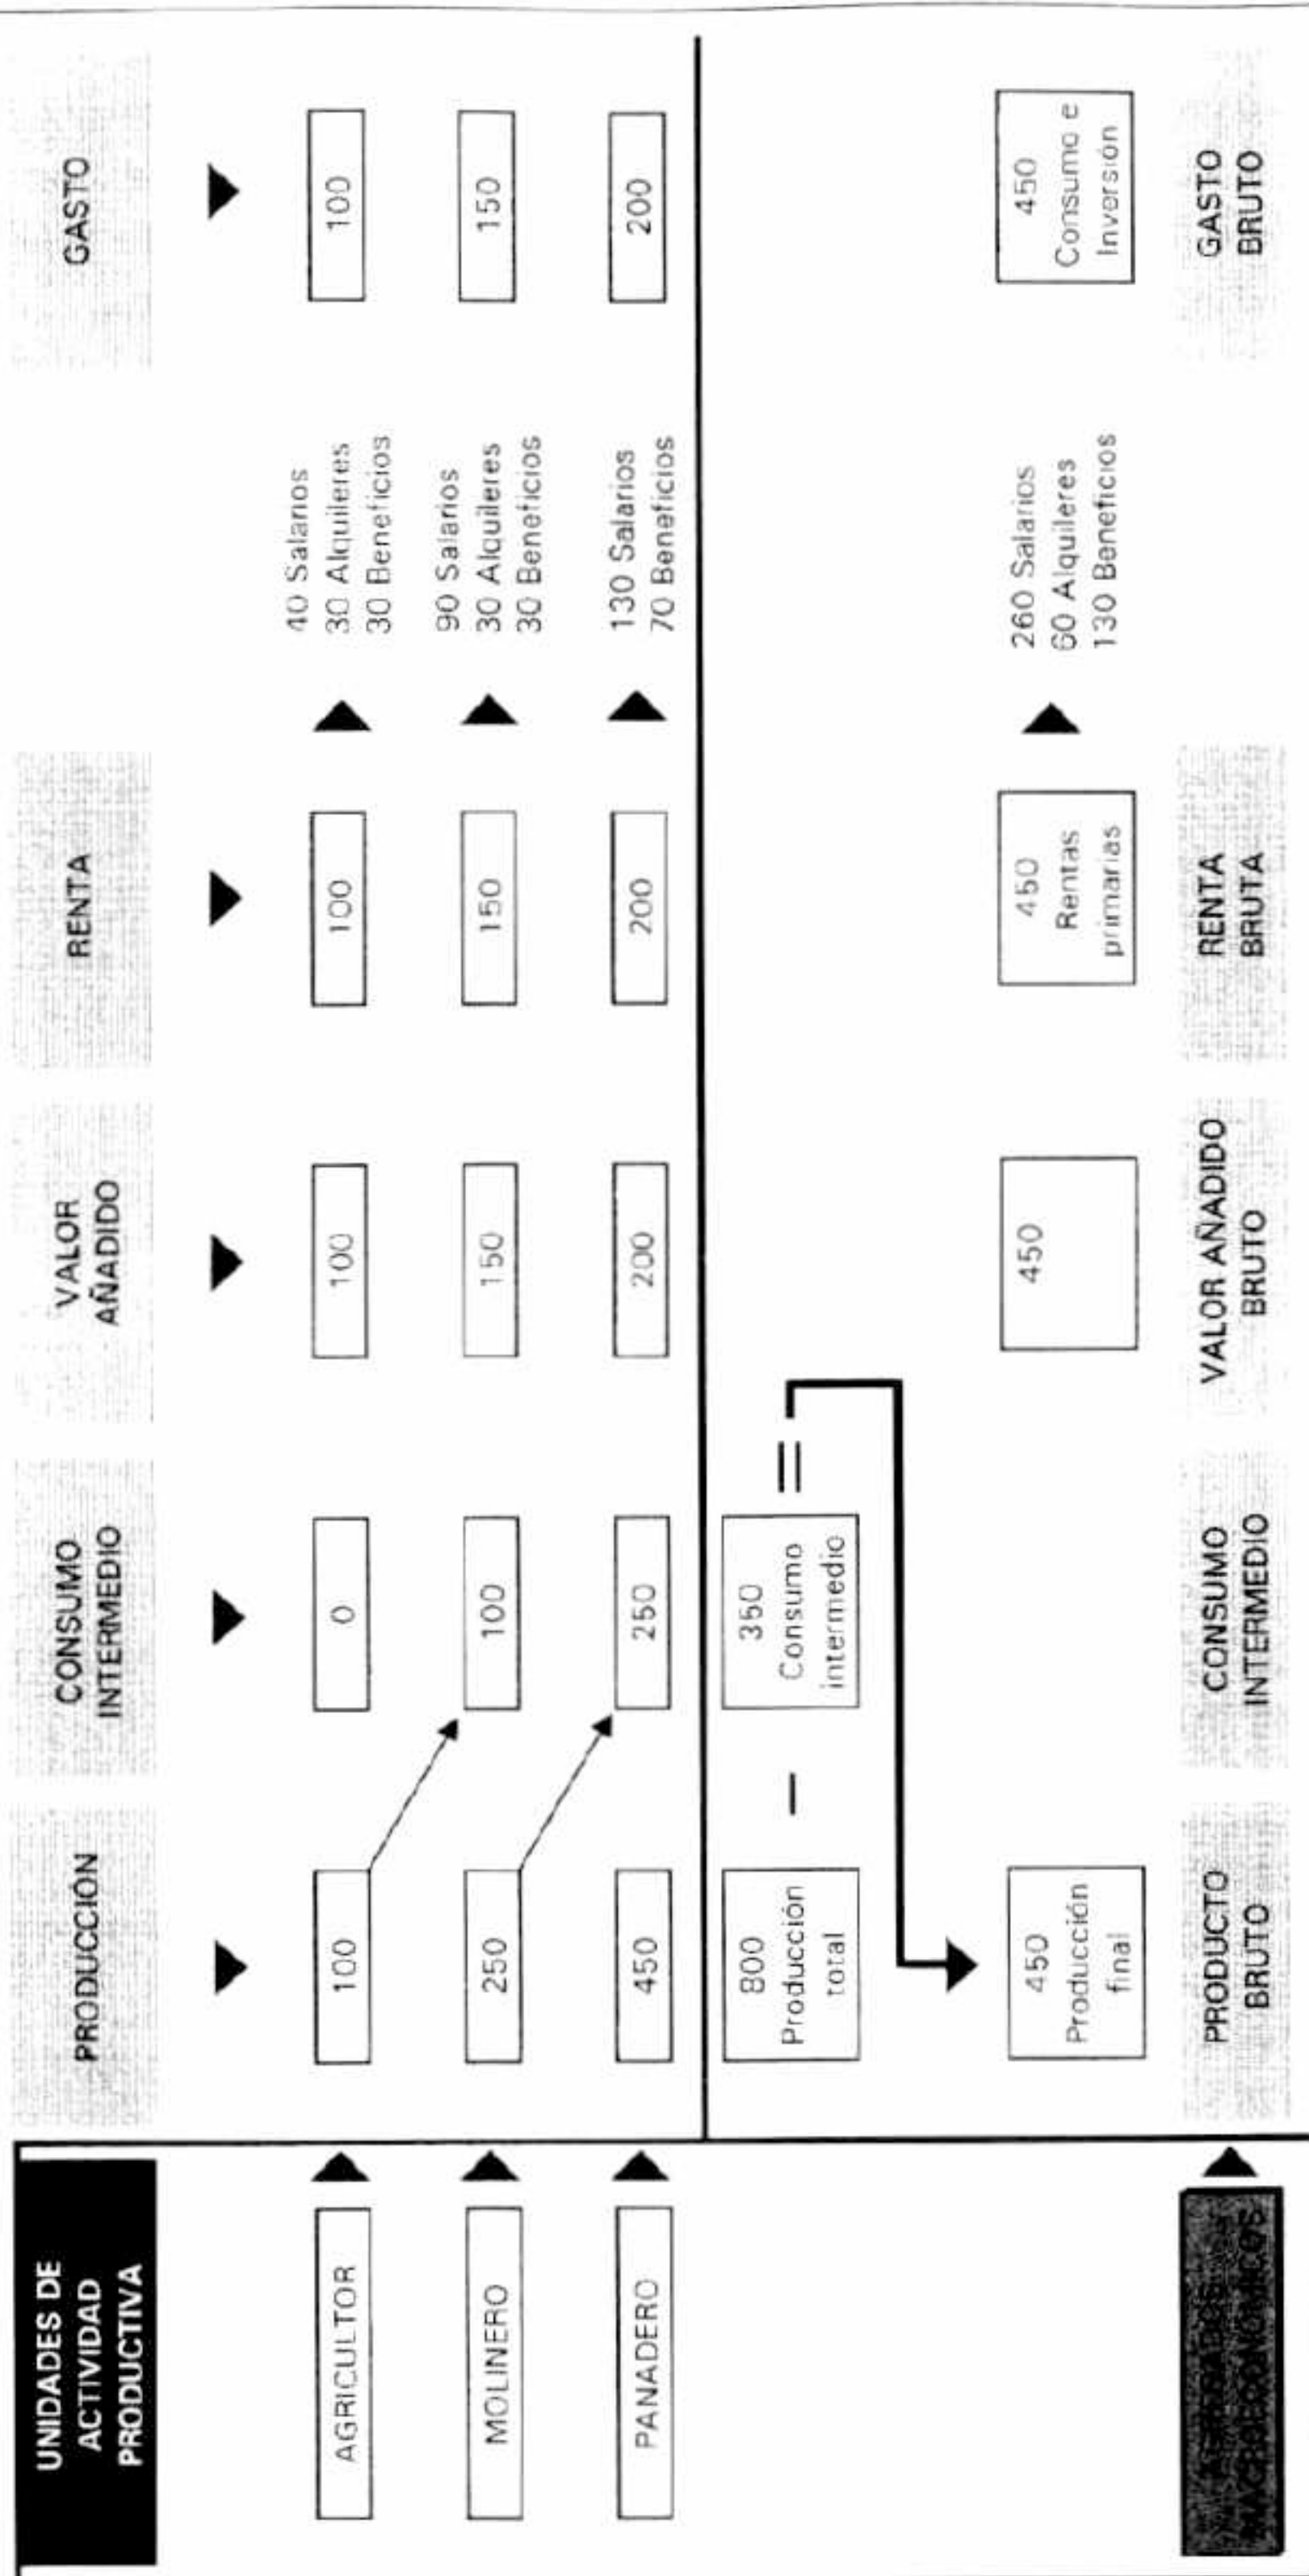 UNIDADES DE
ACTIVIDAD
PRODUCTIVA
PRODUCCIÓN
CONSUMO
INTERMEDIO
VALOR
AÑADIDO
RENTA
GASTO
AGRICULTOR
100
0
100
100
40 Salarios
30 Alquileres
30 Beneficios
100
MOLINERO
250
100
150
150
90 Salarios
30 Alquileres
30 Beneficios
150
PANADERO
450
250
200
200
130 Salarios
70 Beneficios
200
800
Producción
total
–
350
Consumo
intermedio
=
450
Producción
final
450
450
Rentas
primarias
260 Salarios
60 Alquileres
130 Beneficios
450
Consumo e
Inversión
AGREGADOS
MACROECONOMICOS
PRODUCTO
BRUTO
CONSUMO
INTERMEDIO
VALOR AÑADIDO
BRUTO
RENTA
BRUTA
GASTO
BRUTO